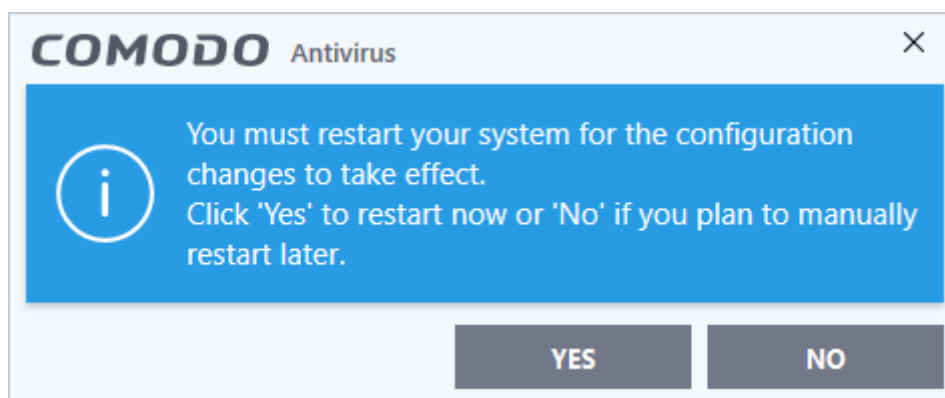 COMODO Antivirus
You must restart your system for the configuration
changes to take effect.
Click 'Yes' to restart now or 'No' if you plan to manually
restart later.
YES NO